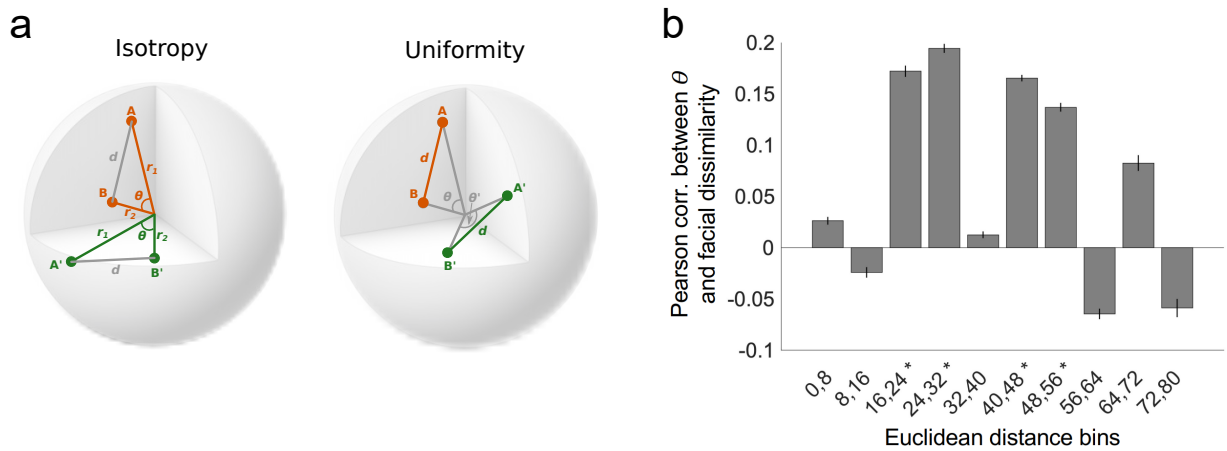 a
Isotropy
Uniformity
A
d
r1
B
θ
r2
r1
θ
r2
A'
d
B'
A
d
B
θ
θ'
A'
d
B'
b
Pearson corr. between θ
and facial dissimilarity
0.2
0.15
0.1
0.05
0
-0.05
-0.1
0,8
8,16
16,24 *
24,32 *
32,40
40,48 *
48,56 *
56,64
64,72
72,80
Euclidean distance bins